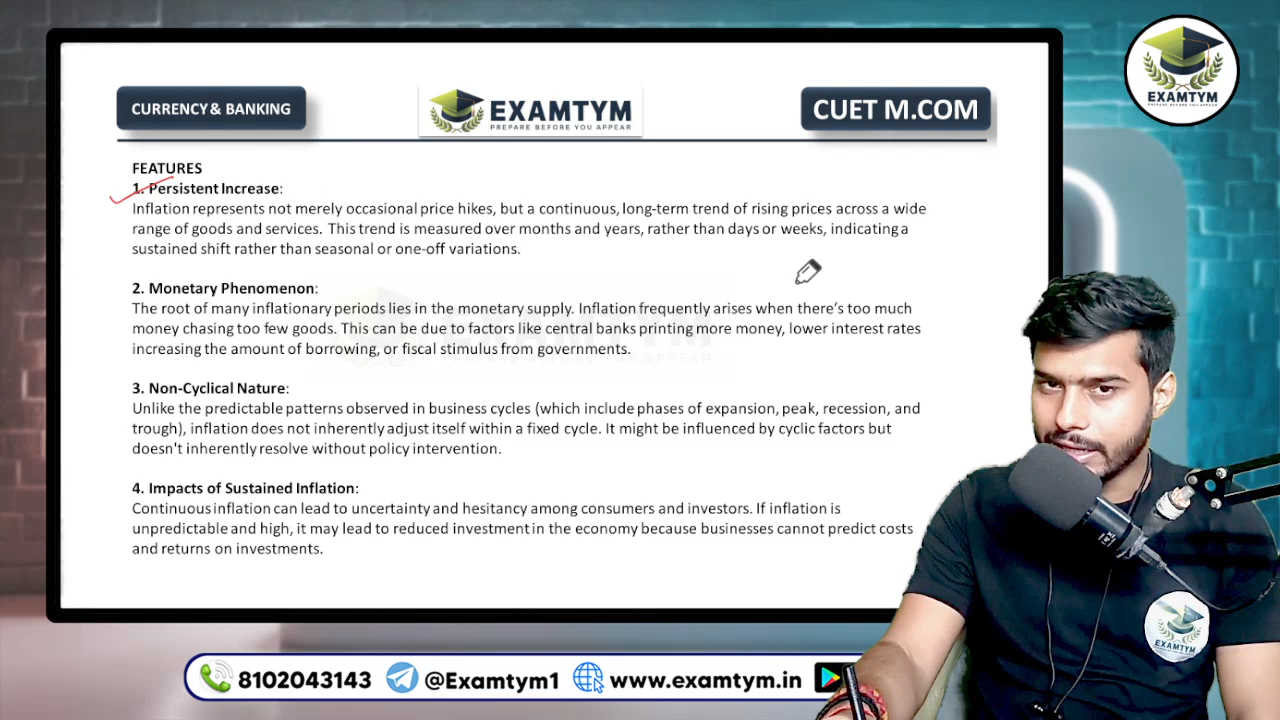 CURRENCY & BANKING
EXAMTYM
PREPARE BEFORE YOU APPEAR
CUET M.COM
EXAMTYM
PREPARE BEFORE YOU APPEAR
FEATURES
1. Persistent Increase:
Inflation represents not merely occasional price hikes, but a continuous, long-term trend of rising prices across a wide
range of goods and services. This trend is measured over months and years, rather than days or weeks, indicating a
sustained shift rather than seasonal or one-off variations.
2. Monetary Phenomenon:
The root of many inflationary periods lies in the monetary supply. Inflation frequently arises when there's too much
money chasing too few goods. This can be due to factors like central banks printing more money, lower interest rates
increasing the amount of borrowing, or fiscal stimulus from governments.
EXAMTYM
PREPARE BEFORE YOU APPEAR
3. Non-Cyclical Nature:
Unlike the predictable patterns observed in business cycles (which include phases of expansion, peak, recession, and
trough), inflation does not inherently adjust itself within a fixed cycle. It might be influenced by cyclic factors but
doesn't inherently resolve without policy intervention.
4. Impacts of Sustained Inflation:
Continuous inflation can lead to uncertainty and hesitancy among consumers and investors. If inflation is
unpredictable and high, it may lead to reduced investment in the economy because businesses cannot predict costs
and returns on investments.
EXAMTYM
8102043143 @Examtym1 www.examtym.in